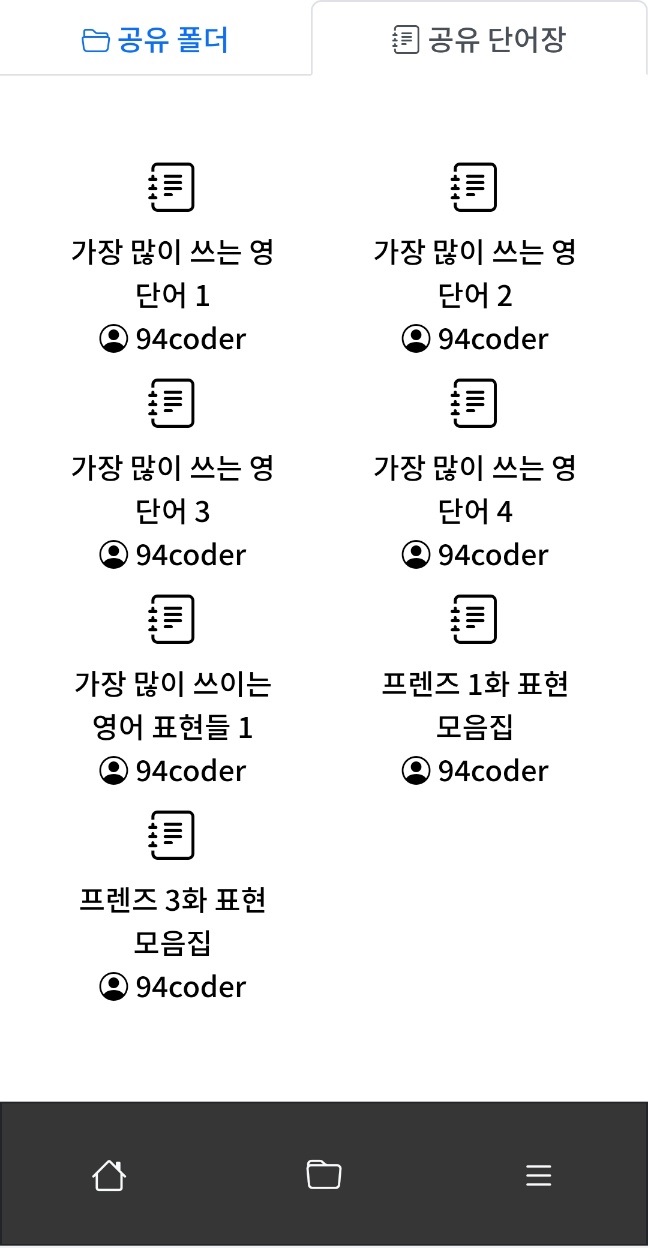 공유 폴더
공유 단어장
가장 많이 쓰는 영
단어 1
94coder
가장 많이 쓰는 영
단어 2
94coder
가장 많이 쓰는 영
단어 3
94coder
가장 많이 쓰는 영
단어 4
94coder
가장 많이 쓰이는
영어 표현들 1
94coder
프렌즈 1화 표현
모음집
94coder
프렌즈 3화 표현
모음집
94coder